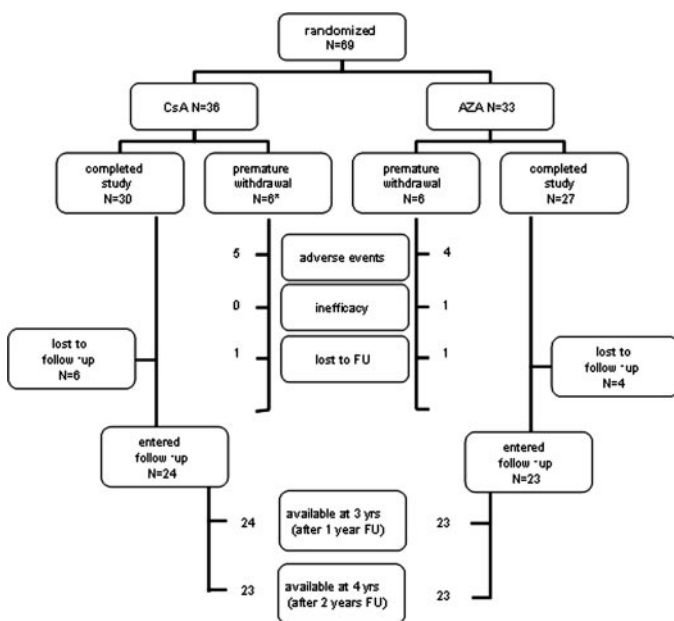 randomized
N=69
CsA N=36
AZA N=33
completed
study
N=30
premature
withdrawal
N=6*
premature
withdrawal
N=6
completed
study
N=27
5
adverse events
4
0
inefficacy
1
1
lost to FU
1
lost to
follow-up
N=6
lost to
follow-up
N=4
entered
follow-up
N=24
entered
follow-up
N=23
24
available at 3 yrs
(after 1 year FU)
23
23
available at 4 yrs
(after 2 years FU)
23